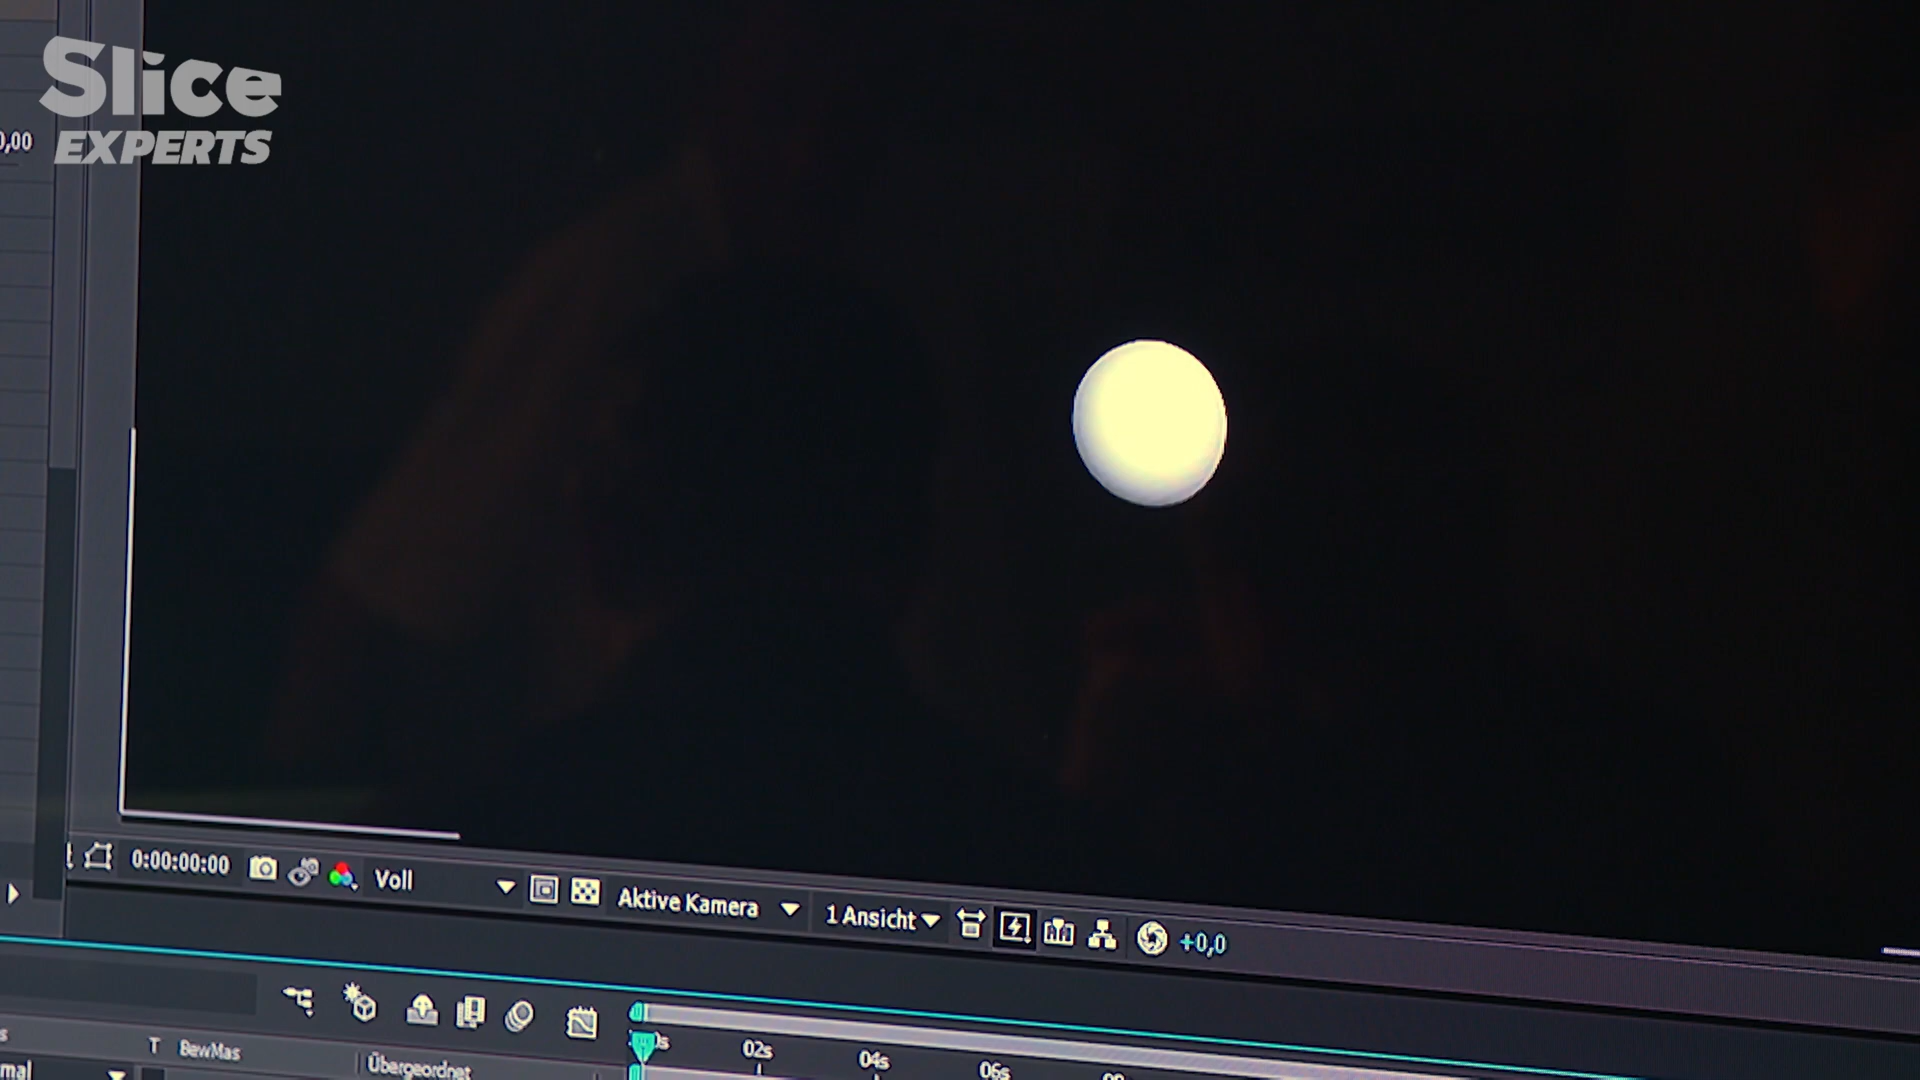 Slice
EXPERTS
0,00
0:00:00:00
Voll
Aktive Kamera
1 Ansicht
+0,0
02s
04s
06s
T BewMas
Übergeordnet